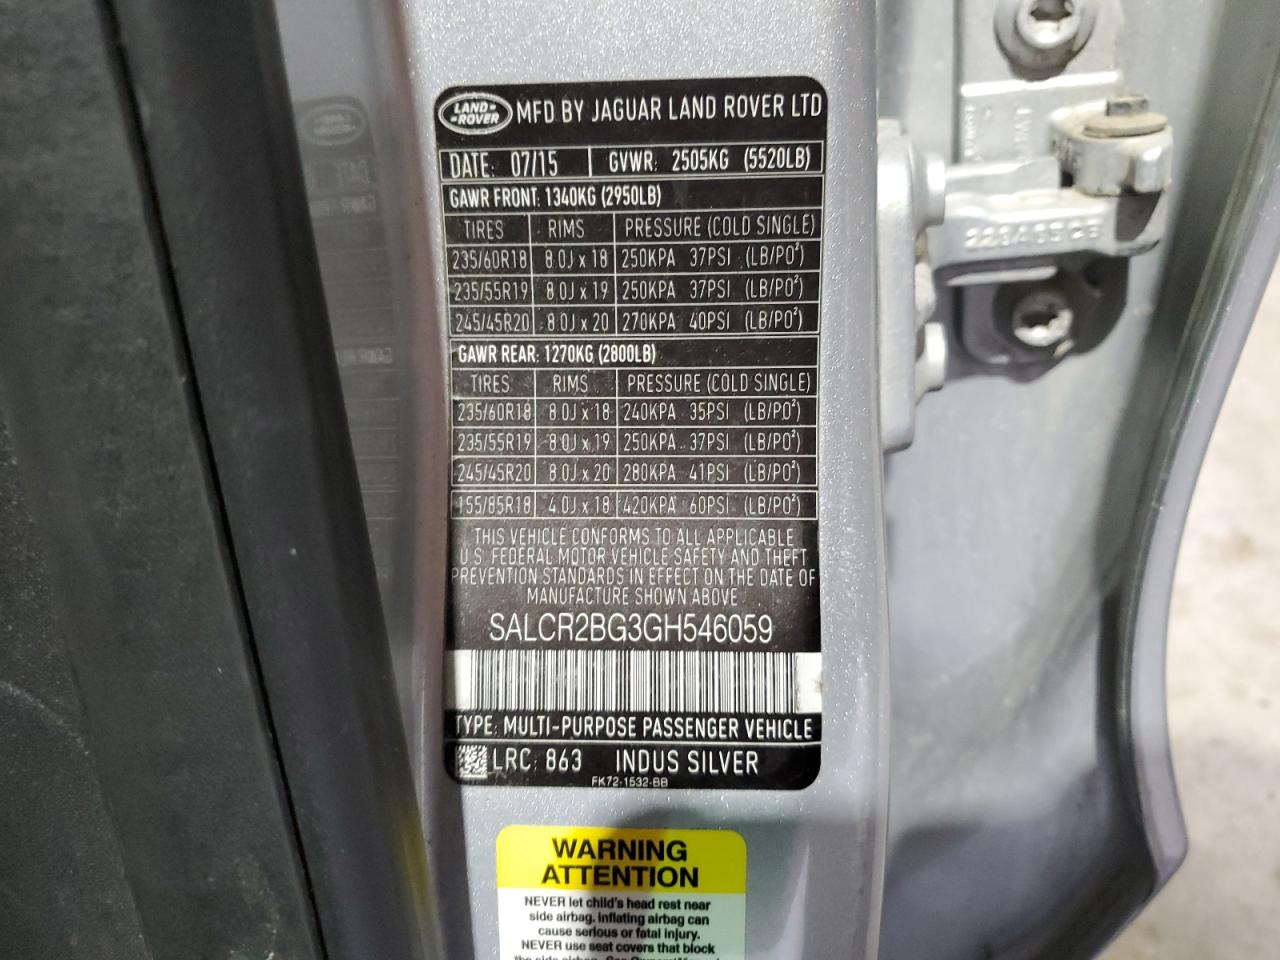 LAND-
-ROVER
MFD BY JAGUAR LAND ROVER LTD
DATE: 07/15 GVWR: 2505KG (5520LB)
GAWR FRONT: 1340KG (2950LB)
TIRES RIMS PRESSURE (COLD SINGLE)
235/60R18 8.0J x 18 250KPA 37PSI (LB/PO²)
235/55R19 8.0J x 19 250KPA 37PSI (LB/PO²)
245/45R20 8.0J x 20 270KPA 40PSI (LB/PO²)
GAWR REAR: 1270KG (2800LB)
TIRES RIMS PRESSURE (COLD SINGLE)
235/60R18 8.0J x 18 240KPA 35PSI (LB/PO²)
235/55R19 8.0J x 19 250KPA 37PSI (LB/PO²)
245/45R20 8.0J x 20 280KPA 41PSI (LB/PO²)
155/85R18 4.0J x 18 420KPA 60PSI (LB/PO²)
THIS VEHICLE CONFORMS TO ALL APPLICABLE
U.S. FEDERAL MOTOR VEHICLE SAFETY AND THEFT
PREVENTION STANDARDS IN EFFECT ON THE DATE OF
MANUFACTURE SHOWN ABOVE.
SALCR2BG3GH546059
TYPE: MULTI-PURPOSE PASSENGER VEHICLE
LRC: 863 INDUS SILVER
FK72-1532-BB
WARNING
ATTENTION
NEVER let child's head rest near
side airbag. Inflating airbag can
cause serious or fatal injury.
NEVER use seat covers that block
the side airbag. See Owner